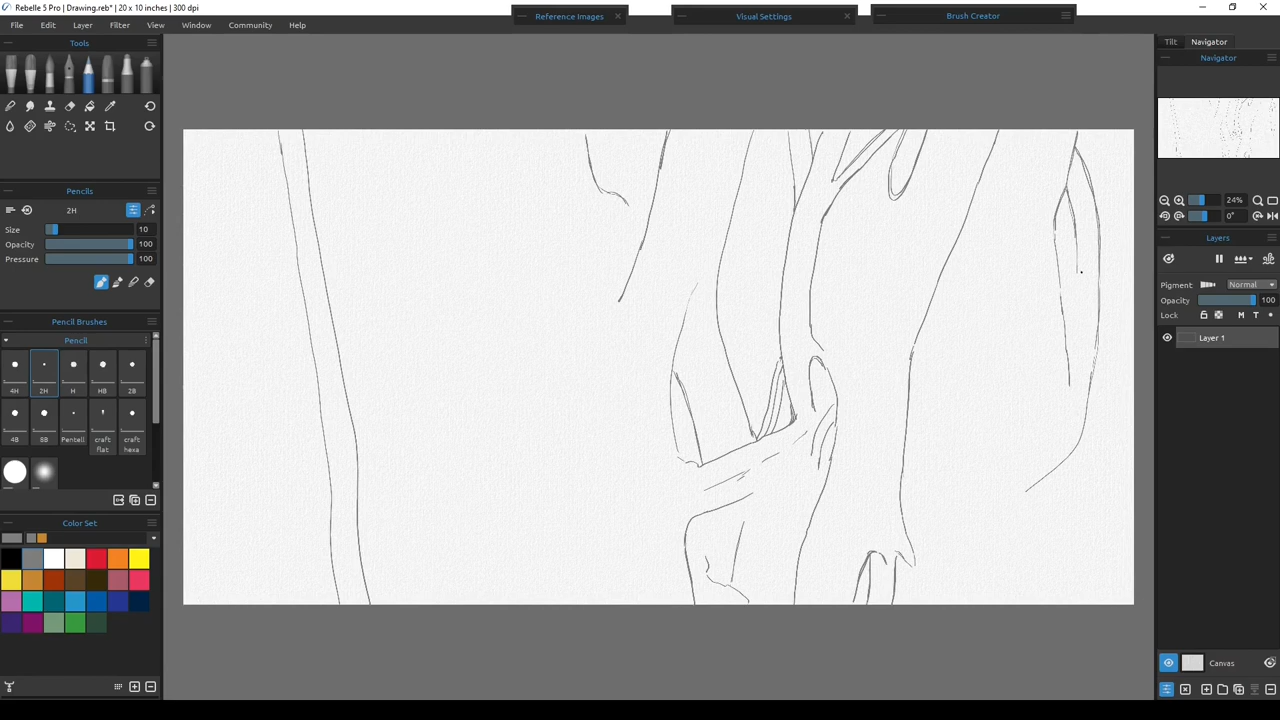 Rebelle 5 Pro | Drawing.reb* | 20 x 10 inches | 300 dpi
File Edit Layer Filter View Window Community Help
Reference Images
Visual Settings
Brush Creator
Tools
Pencils
2H
Size 10
Opacity 100
Pressure 100
Pencil Brushes
Pencil
4H 2H H HB 2B
4B 8B Pentell craft flat craft hexa
Color Set
Tilt Navigator
Navigator
24%
0°
Layers
Pigment: Normal
Opacity 100
Lock M T
Layer 1
Canvas